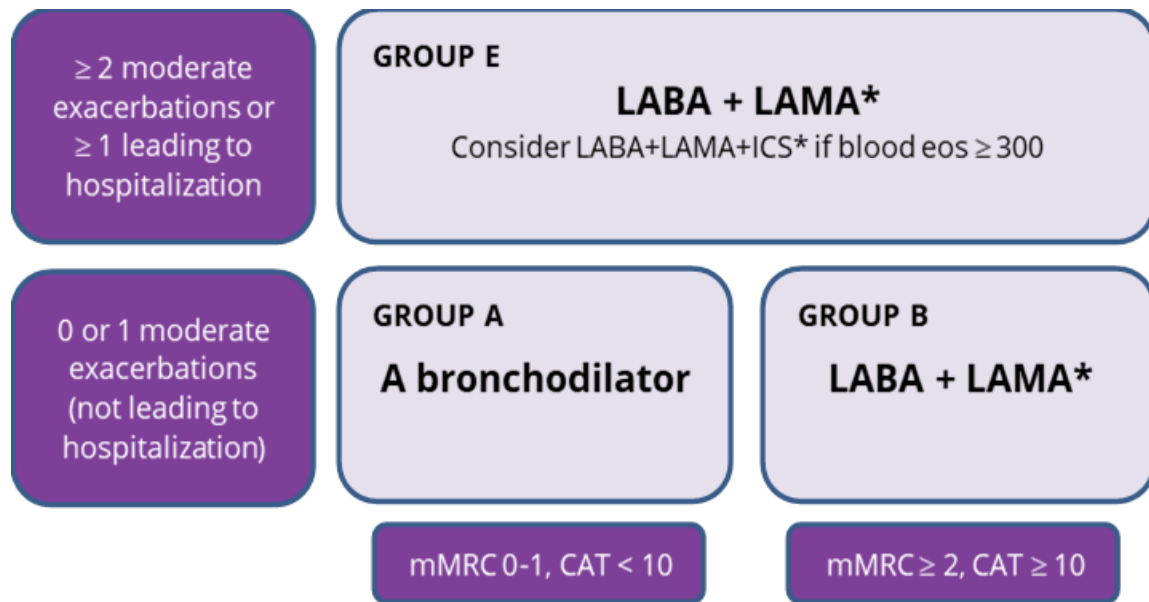 ≥ 2 moderate
exacerbations or
≥ 1 leading to
hospitalization
GROUP E
LABA + LAMA*
Consider LABA+LAMA+ICS* if blood eos ≥ 300
0 or 1 moderate
exacerbations
(not leading to
hospitalization)
GROUP A
A bronchodilator
GROUP B
LABA + LAMA*
mMRC 0-1, CAT < 10
mMRC ≥ 2, CAT ≥ 10